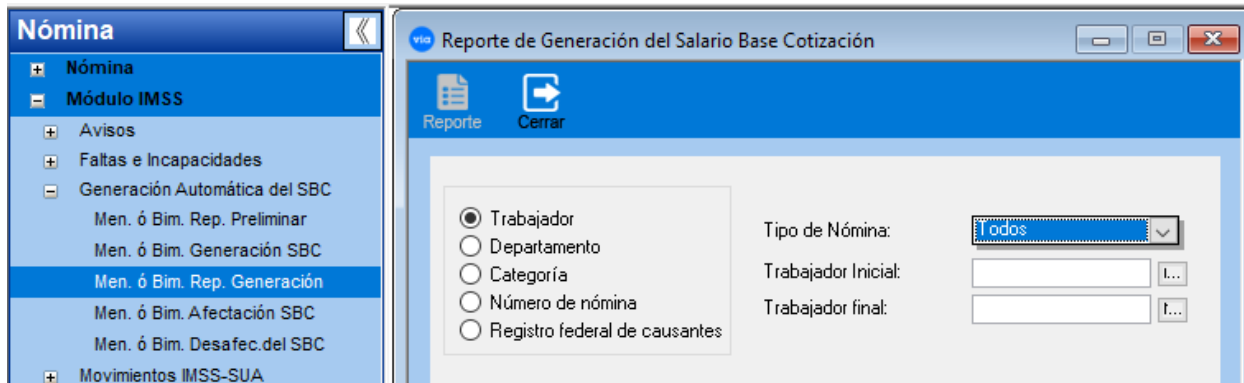 Nómina
Nómina
Módulo IMSS
Avisos
Faltas e Incapacidades
Generación Automática del SBC
Men. ó Bim. Rep. Preliminar
Men. ó Bim. Generación SBC
Men. ó Bim. Rep. Generación
Men. ó Bim. Afectación SBC
Men. ó Bim. Desafec.del SBC
Movimientos IMSS-SUA
via Reporte de Generación del Salario Base Cotización
Reporte Cerrar
Trabajador
Departamento
Categoría
Número de nómina
Registro federal de causantes
Tipo de Nómina: Todos
Trabajador Inicial:
Trabajador final: